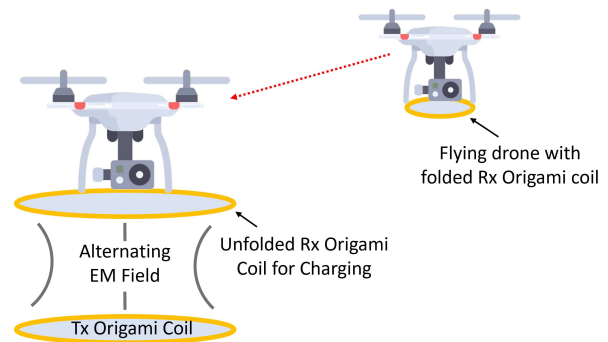 Flying drone with
folded Rx Origami coil
Alternating
EM Field
Unfolded Rx Origami
Coil for Charging
Tx Origami Coil